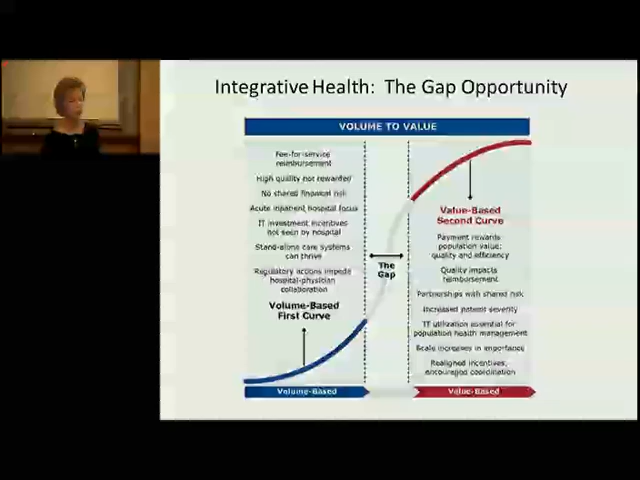 Integrative Health: The Gap Opportunity
VOLUME TO VALUE
Fee-for-service
reimbursement
High quality not rewarded
No shared financial risk
Acute inpatient hospital focus
IT investment incentives
not seen by hospital
Stand-alone care systems
can thrive
Regulatory actions impede
hospital-physician
collaboration
Volume-Based
First Curve
The
Gap
Value-Based
Second Curve
Payment rewards
population value:
quality and efficiency
Quality impacts
reimbursement
Partnerships with shared risk
Increased patient severity
IT utilization essential for
population health management
Scale increases in importance
Realigned incentives,
encouraged coordination
Volume-Based
Value-Based